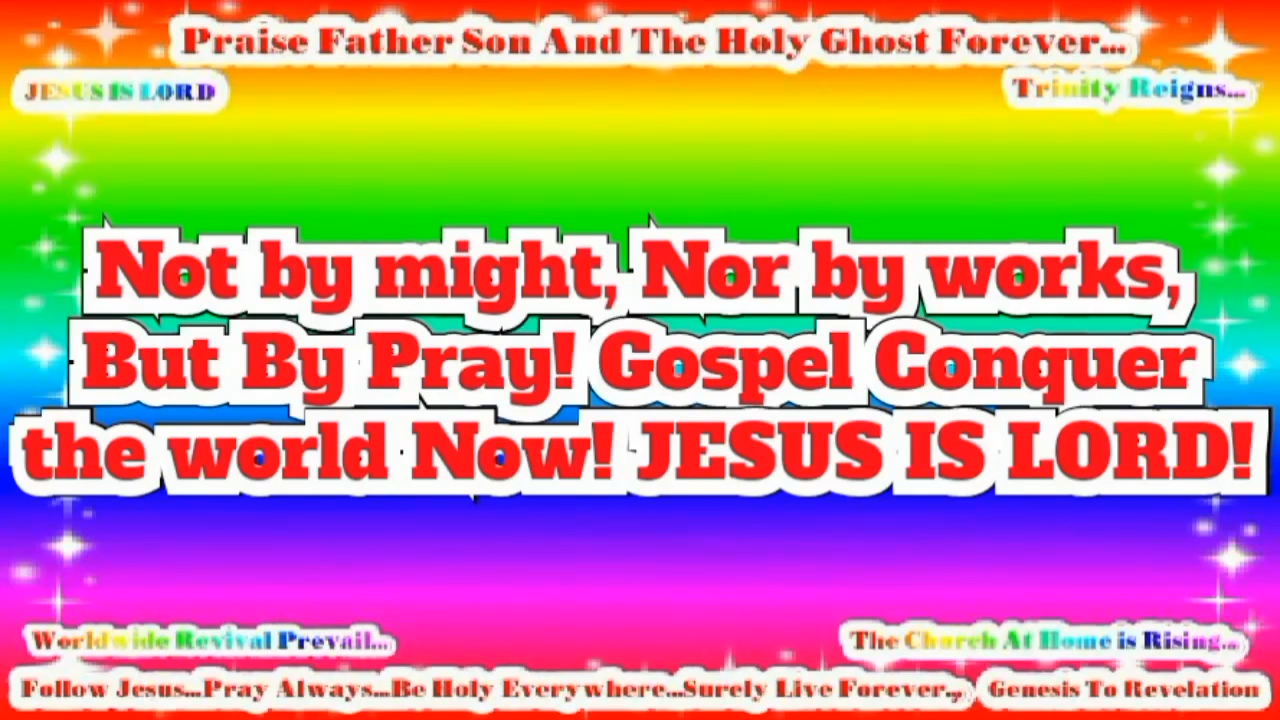 Praise Father Son And The Holy Ghost Forever...
JESUS IS LORD
Trinity Reigns...
Not by might, Nor by works,
But By Pray! Gospel Conquer
the world Now! JESUS IS LORD!
Worldwide Revival Prevail...
The Church At Home is Rising...
Follow Jesus...Pray Always...Be Holy Everywhere...Surely Live Forever...
Genesis To Revelation